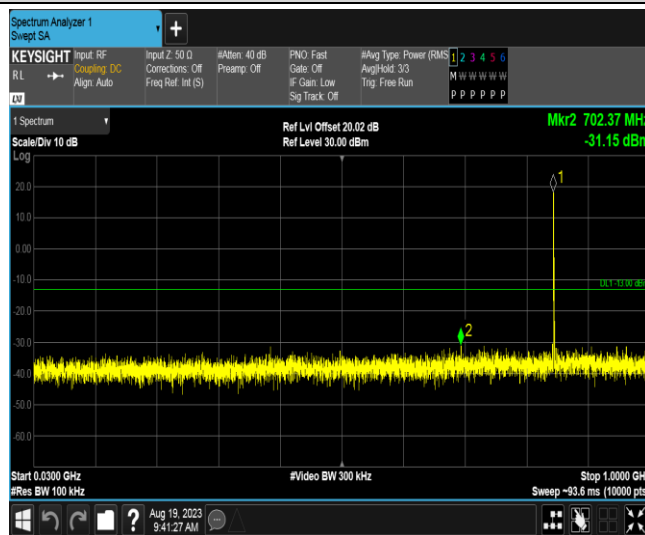 Spectrum Analyzer 1
Swept SA
+
KEYSIGHT
RL
LXI
Input: RF
Coupling: DC
Align: Auto
Input Z: 50 Ω
Corrections: Off
Freq Ref: Int (S)
#Atten: 40 dB
Preamp: Off
PNO: Fast
Gate: Off
IF Gain: Low
Sig Track: Off
#Avg Type: Power (RMS
Avg|Hold: 3/3
Trig: Free Run
1 2 3 4 5 6
M W W W W W
P P P P P P
1 Spectrum
Scale/Div 10 dB
Log
Ref Lvl Offset 20.02 dB
Ref Level 30.00 dBm
Mkr2 702.37 MHz
-31.15 dBm
20.0
10.0
0.00
-10.0
-20.0
-30.0
-40.0
-50.0
-60.0
1
DL1 -13.00 dBm
2
Start 0.0300 GHz
#Res BW 100 kHz
#Video BW 300 kHz
Stop 1.0000 GH
Sweep ~93.6 ms (10000 pts
?
Aug 19, 2023
9:41:27 AM